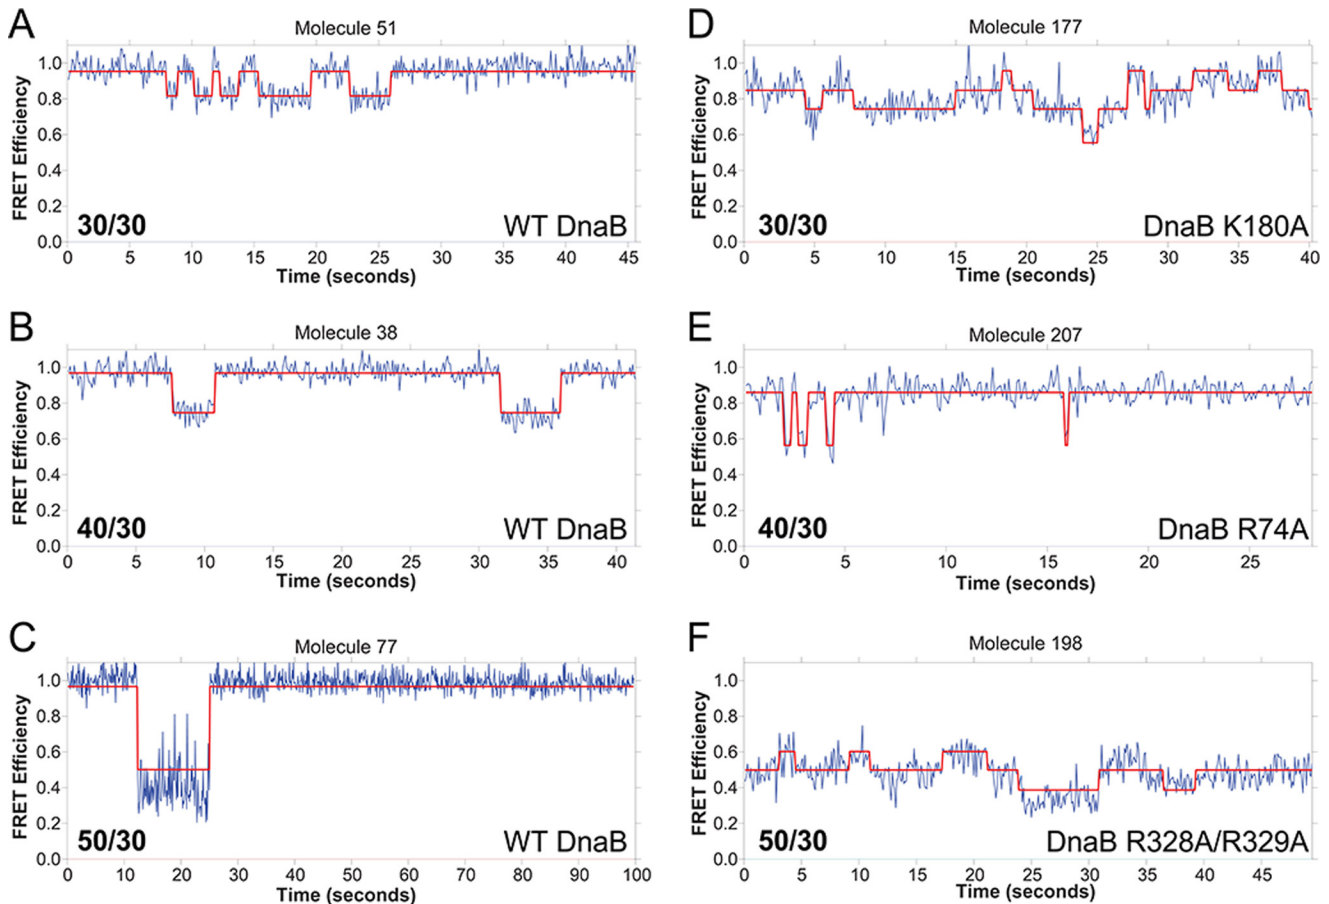 A
Molecule 51
FRET Efficiency
1.0
0.8
0.6
0.4
0.2
0.0
30/30
WT DnaB
0 5 10 15 20 25 30 35 40 45
Time (seconds)
B
Molecule 38
FRET Efficiency
1.0
0.8
0.6
0.4
0.2
0.0
40/30
WT DnaB
0 5 10 15 20 25 30 35 40
Time (seconds)
C
Molecule 77
FRET Efficiency
1.0
0.8
0.6
0.4
0.2
0.0
50/30
WT DnaB
0 10 20 30 40 50 60 70 80 90 100
Time (seconds)
D
Molecule 177
FRET Efficiency
1.0
0.8
0.6
0.4
0.2
0.0
30/30
DnaB K180A
0 5 10 15 20 25 30 35 40
Time (seconds)
E
Molecule 207
FRET Efficiency
1.0
0.8
0.6
0.4
0.2
0.0
40/30
DnaB R74A
0 5 10 15 20 25
Time (seconds)
F
Molecule 198
FRET Efficiency
1.0
0.8
0.6
0.4
0.2
0.0
50/30
DnaB R328A/R329A
0 5 10 15 20 25 30 35 40 45
Time (seconds)